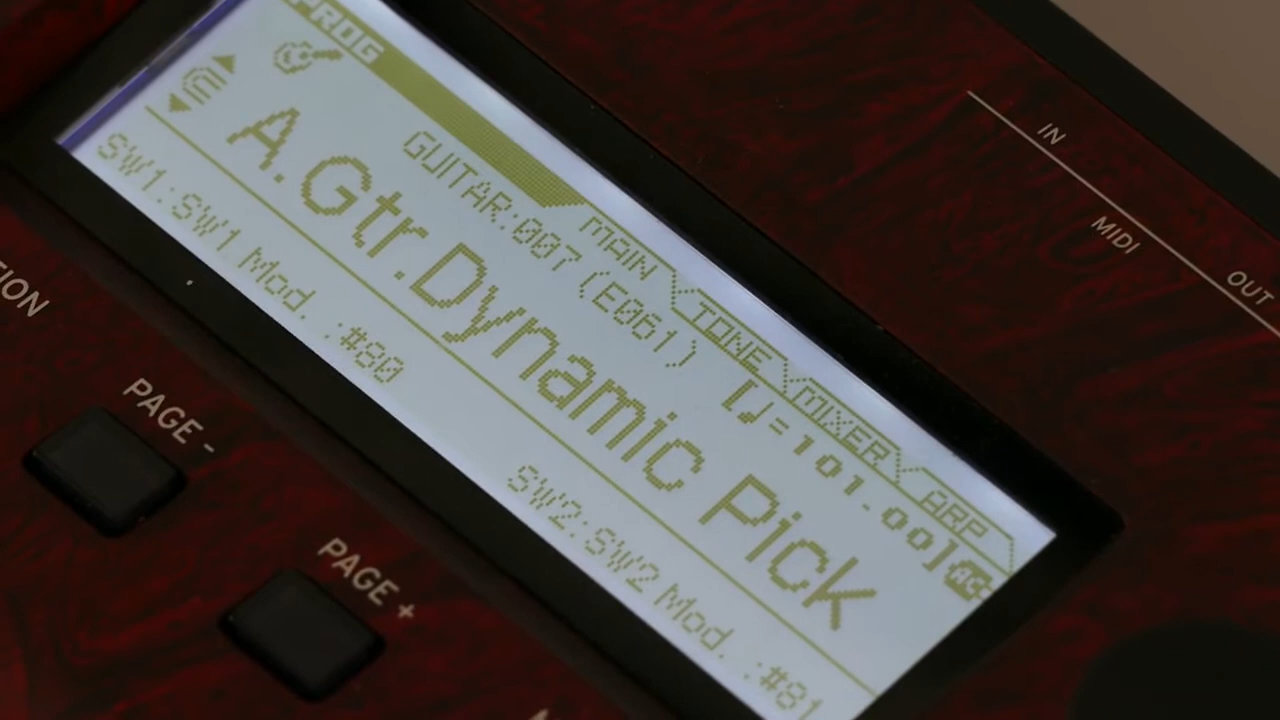 PROG
MAIN TONE MIXER ARP
GUITAR:007 (E061) [♩=101.00] AC
A.Gtr.Dynamic Pick
SW1:SW1 Mod. :#80
SW2:SW2 Mod. :#81
PAGE -
PAGE +
IN
MIDI
OUT